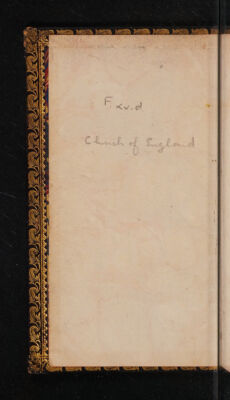 F xv.d
Church of England